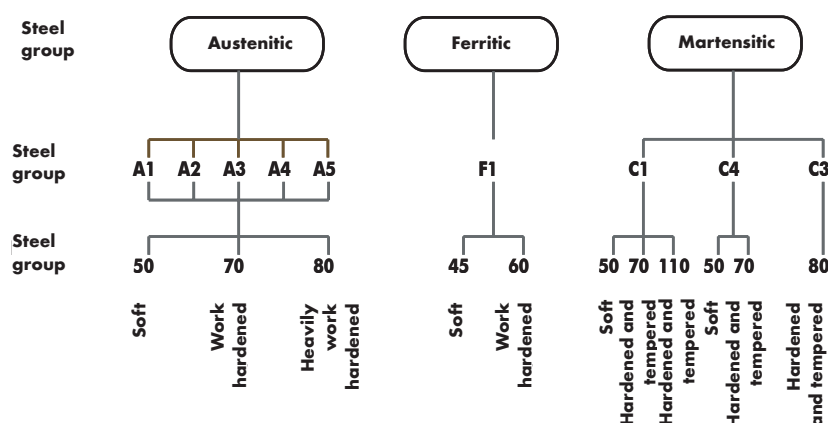 Steel
group
Austenitic
Ferritic
Martensitic
Steel
group
A1
A2
A3
A4
A5
F1
C1
C4
C3
Steel
group
50
70
80
45
60
50
70
110
50
70
80
Soft
Work
hardened
Heavily
work
hardened
Soft
Work
hardened
Soft
Hardened and
tempered
Hardened and
tempered
Soft
Hardened and
tempered
Hardened
and tempered